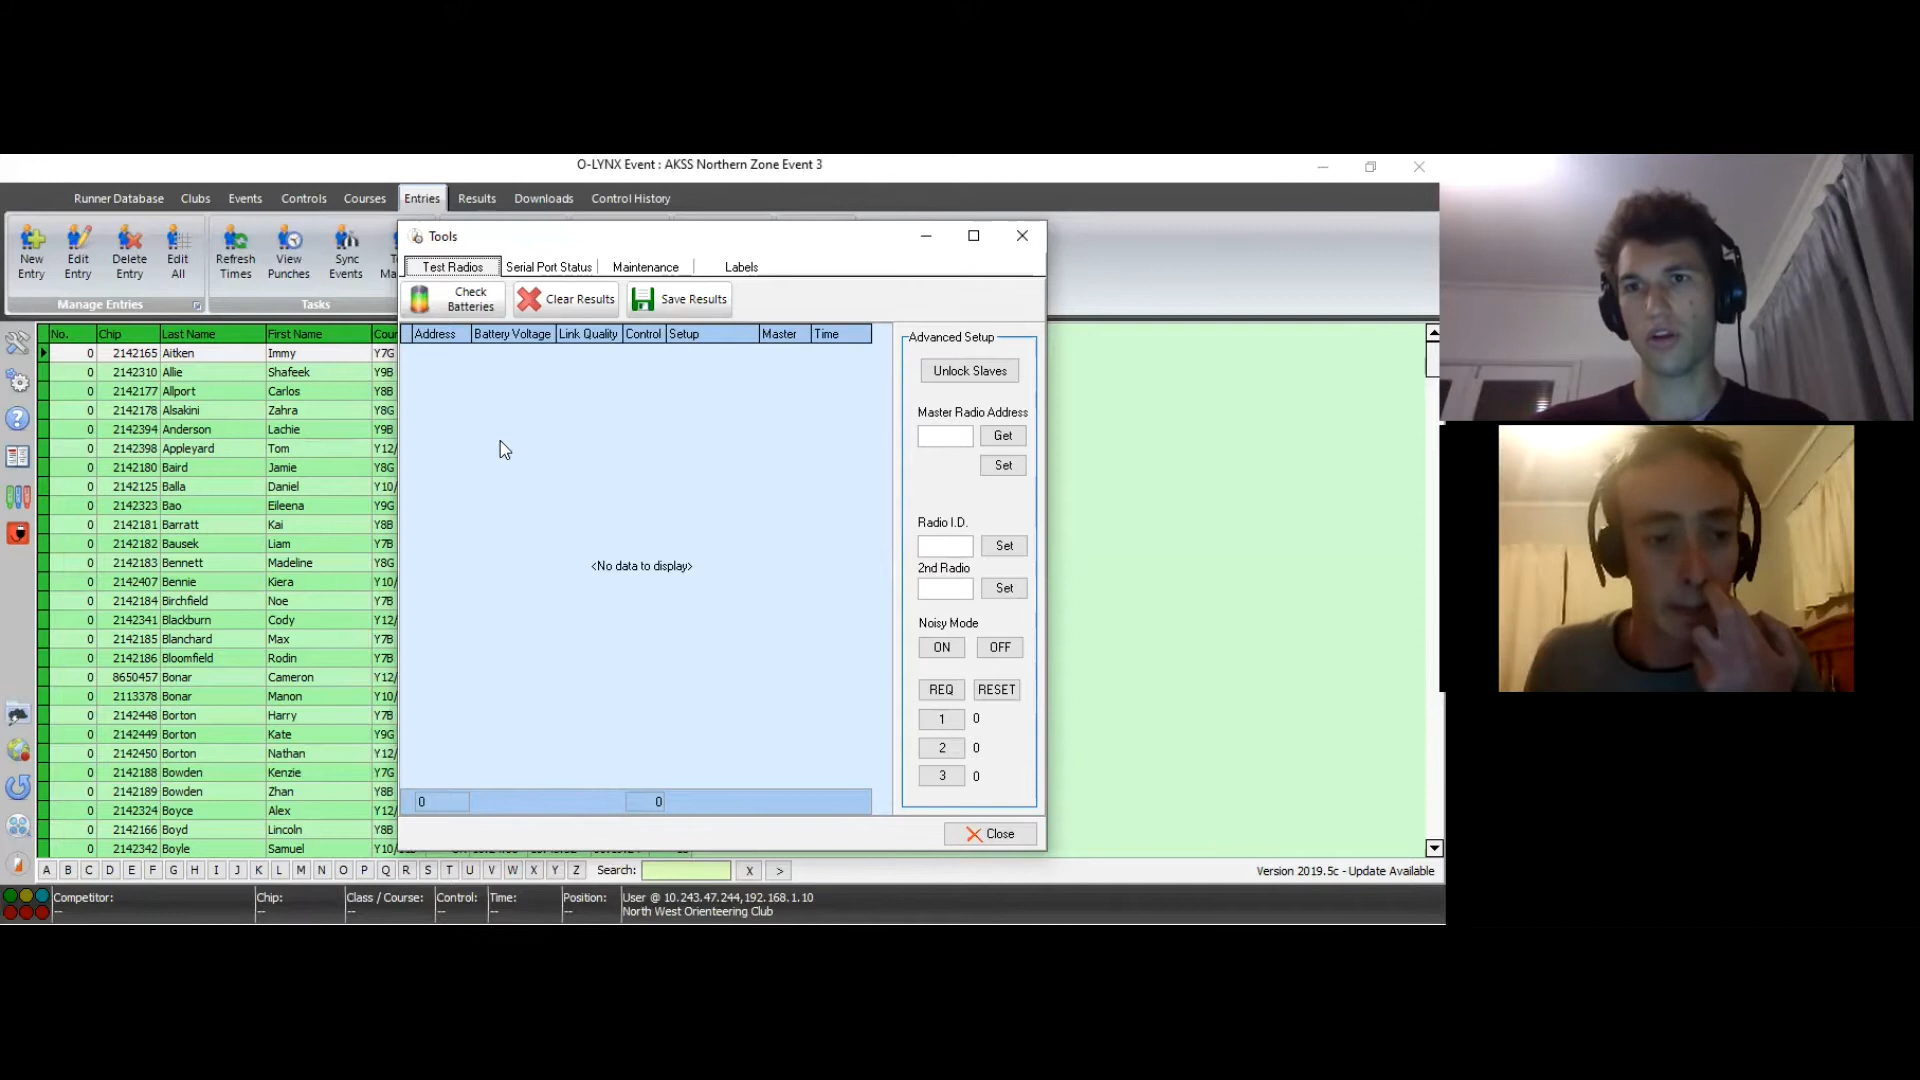 O-LYNX Event : AKSS Northern Zone Event 3
Runner Database Clubs Events Controls Courses Entries Results Downloads Control History
New Entry
Edit Entry
Delete Entry
Edit All
Refresh Times
View Punches
Sync Events
Manage Entries
Tasks
Tools
Test Radios Serial Port Status Maintenance Labels
Check Batteries
Clear Results
Save Results
No. Chip Last Name First Name
0 2142165 Aitken Immy Y7G
0 2142310 Allie Shafeek Y9B
0 2142177 Allport Carlos Y8B
0 2142178 Alsakini Zahra Y8G
0 2142394 Anderson Lachie Y9B
0 2142398 Appleyard Tom Y12/
0 2142180 Baird Jamie Y8G
0 2142125 Balla Daniel Y10/
0 2142323 Bao Eileena Y9G
0 2142181 Barratt Kai Y8B
0 2142182 Bausek Liam Y7B
0 2142183 Bennett Madeline Y8G
0 2142407 Bennie Kiera Y10/
0 2142184 Birchfield Noe Y7B
0 2142341 Blackburn Cody Y12/
0 2142185 Blanchard Max Y7B
0 2142186 Bloomfield Rodin Y7B
0 8650457 Bonar Cameron Y12/
0 2113378 Bonar Manon Y10/
0 2142448 Borton Harry Y7B
0 2142449 Borton Kate Y9G
0 2142450 Borton Nathan Y12/
0 2142188 Bowden Kenzie Y7G
0 2142189 Bowden Zhan Y8B
0 2142324 Boyce Alex Y12/
0 2142166 Boyd Lincoln Y8B
0 2142342 Boyle Samuel
Address Battery Voltage Link Quality Control Setup Master Time
<No data to display>
0 0
Advanced Setup
Unlock Slaves
Master Radio Address
Get
Set
Radio I.D.
Set
2nd Radio
Set
Noisy Mode
ON OFF
REQ RESET
1 0
2 0
3 0
Close
A B C D E F G H I J K L M N O P Q R S T U V W X Y Z Search: X >
Version 2019.5c - Update Available
Competitor: Chip: Class / Course: Control: Time: Position: User @ 10.243.47.244,192.168.1.10
-- -- -- -- -- -- North West Orienteering Club